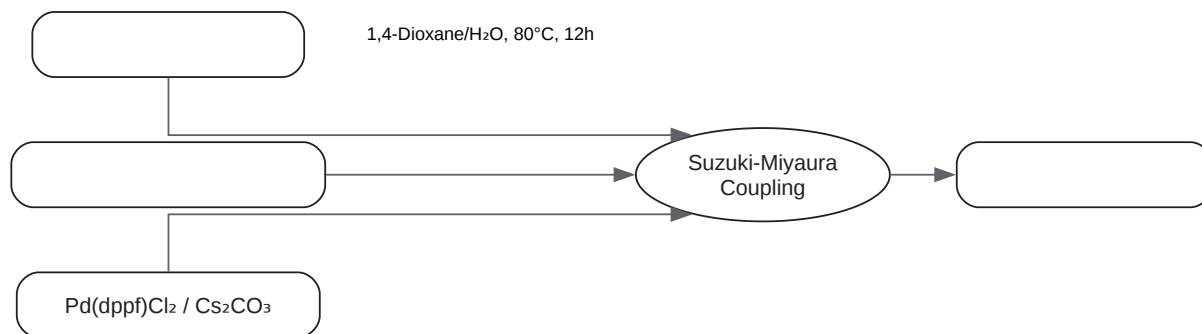 1,4-Dioxane/H₂O, 80°C, 12h
Suzuki-Miyaura
Coupling
Pd(dppf)Cl₂ / Cs₂CO₃